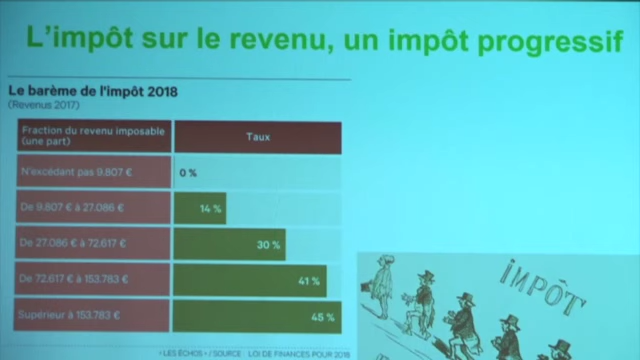 L'impôt sur le revenu, un impôt progressif
Le barème de l'impôt 2018
(Revenus 2017)
Fraction du revenu imposable
(une part)
Taux
N'excédant pas 9.807 €
0 %
De 9.807 € à 27.086 €
14 %
De 27.086 € à 72.617 €
30 %
De 72.617 € à 153.783 €
41 %
Supérieur à 153.783 €
45 %
« LES ÉCHOS » / SOURCE : LOI DE FINANCES POUR 2018
IMPÔT